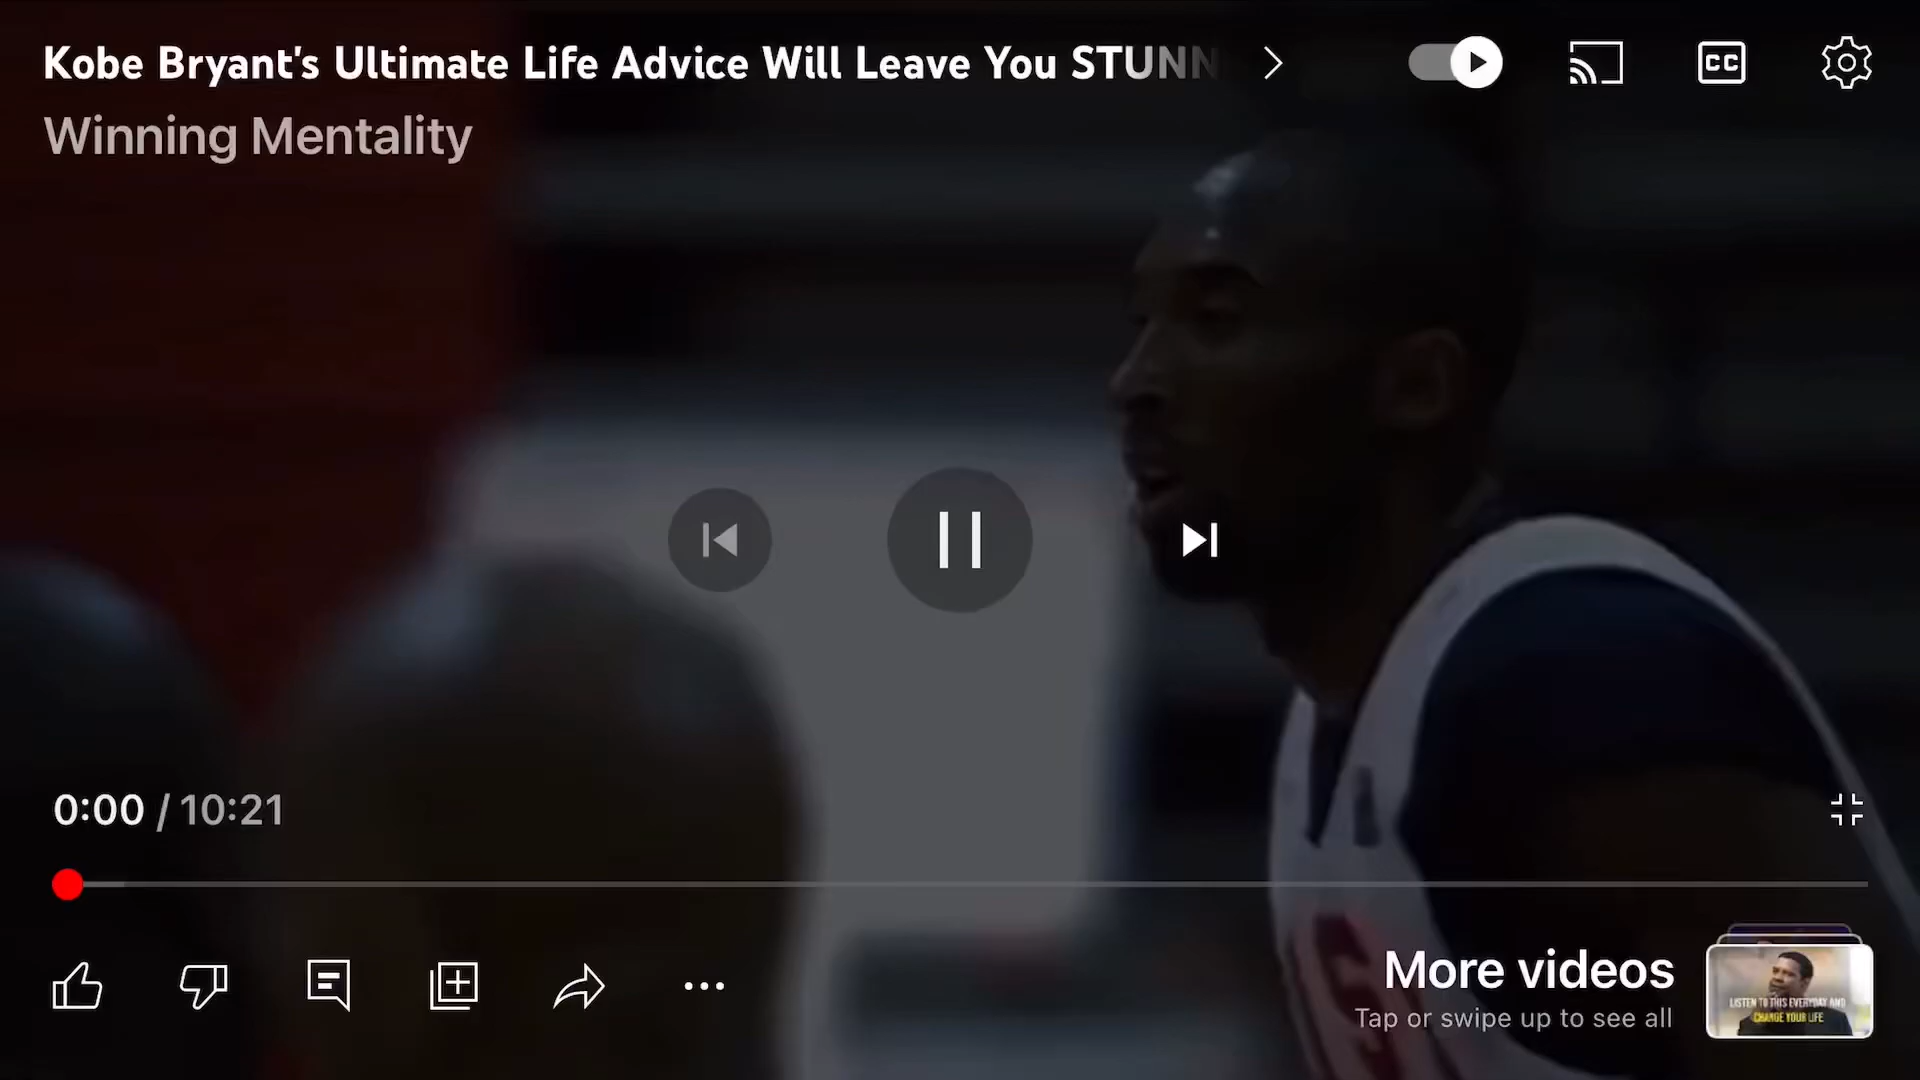 Kobe Bryant's Ultimate Life Advice Will Leave You STUNN
CC
Winning Mentality
0:00 / 10:21
More videos
Tap or swipe up to see all
LISTEN TO THIS EVERYDAY AND
CHANGE YOUR LIFE